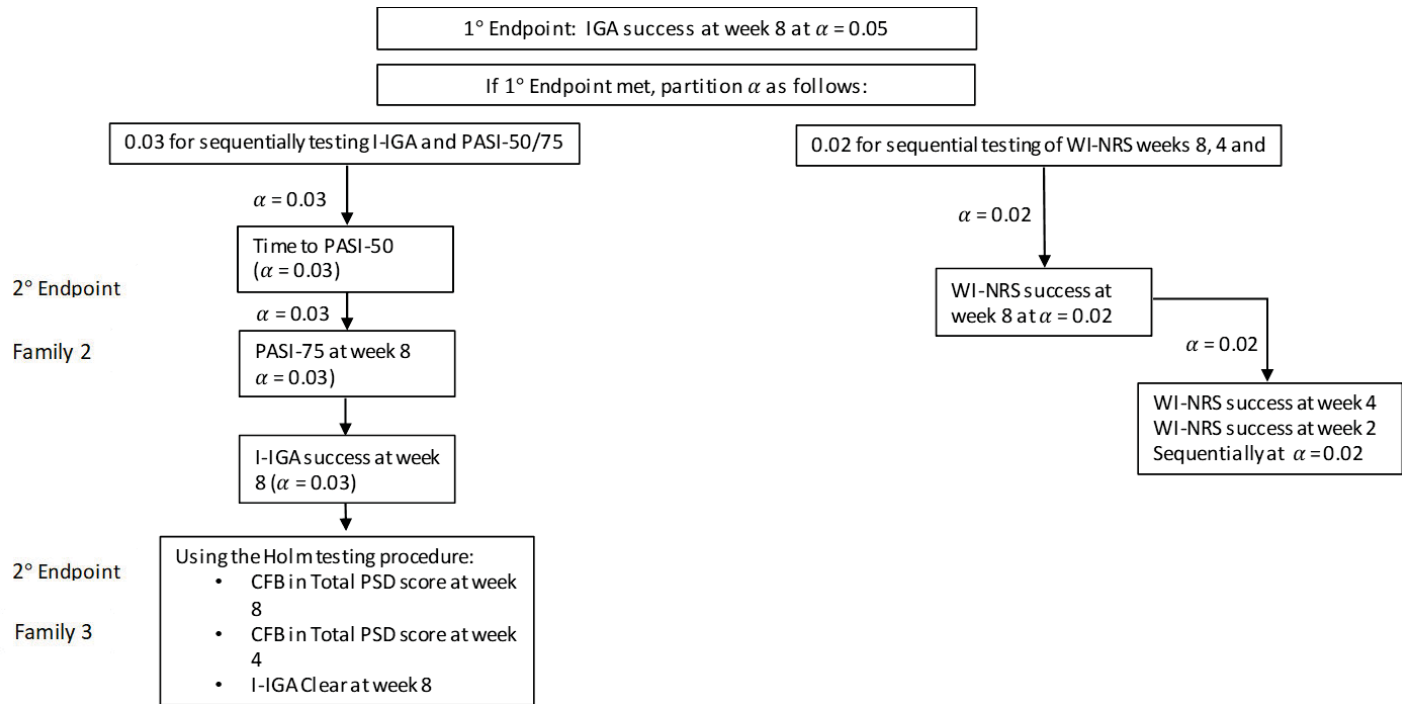 1° Endpoint: IGA success at week 8 at α = 0.05
If 1° Endpoint met, partition α as follows:
0.03 for sequentially testing I-IGA and PASI-50/75
0.02 for sequential testing of WI-NRS weeks 8, 4 and
α = 0.03
α = 0.02
Time to PASI-50
(α = 0.03)
2° Endpoint
WI-NRS success at
week 8 at α = 0.02
α = 0.03
Family 2
PASI-75 at week 8
α = 0.03)
α = 0.02
WI-NRS success at week 4
WI-NRS success at week 2
Sequentially at α = 0.02
I-IGA success at week
8 (α = 0.03)
2° Endpoint
Family 3
Using the Holm testing procedure:
• CFB in Total PSD score at week
8
• CFB in Total PSD score at week
4
• I-IGA Clear at week 8